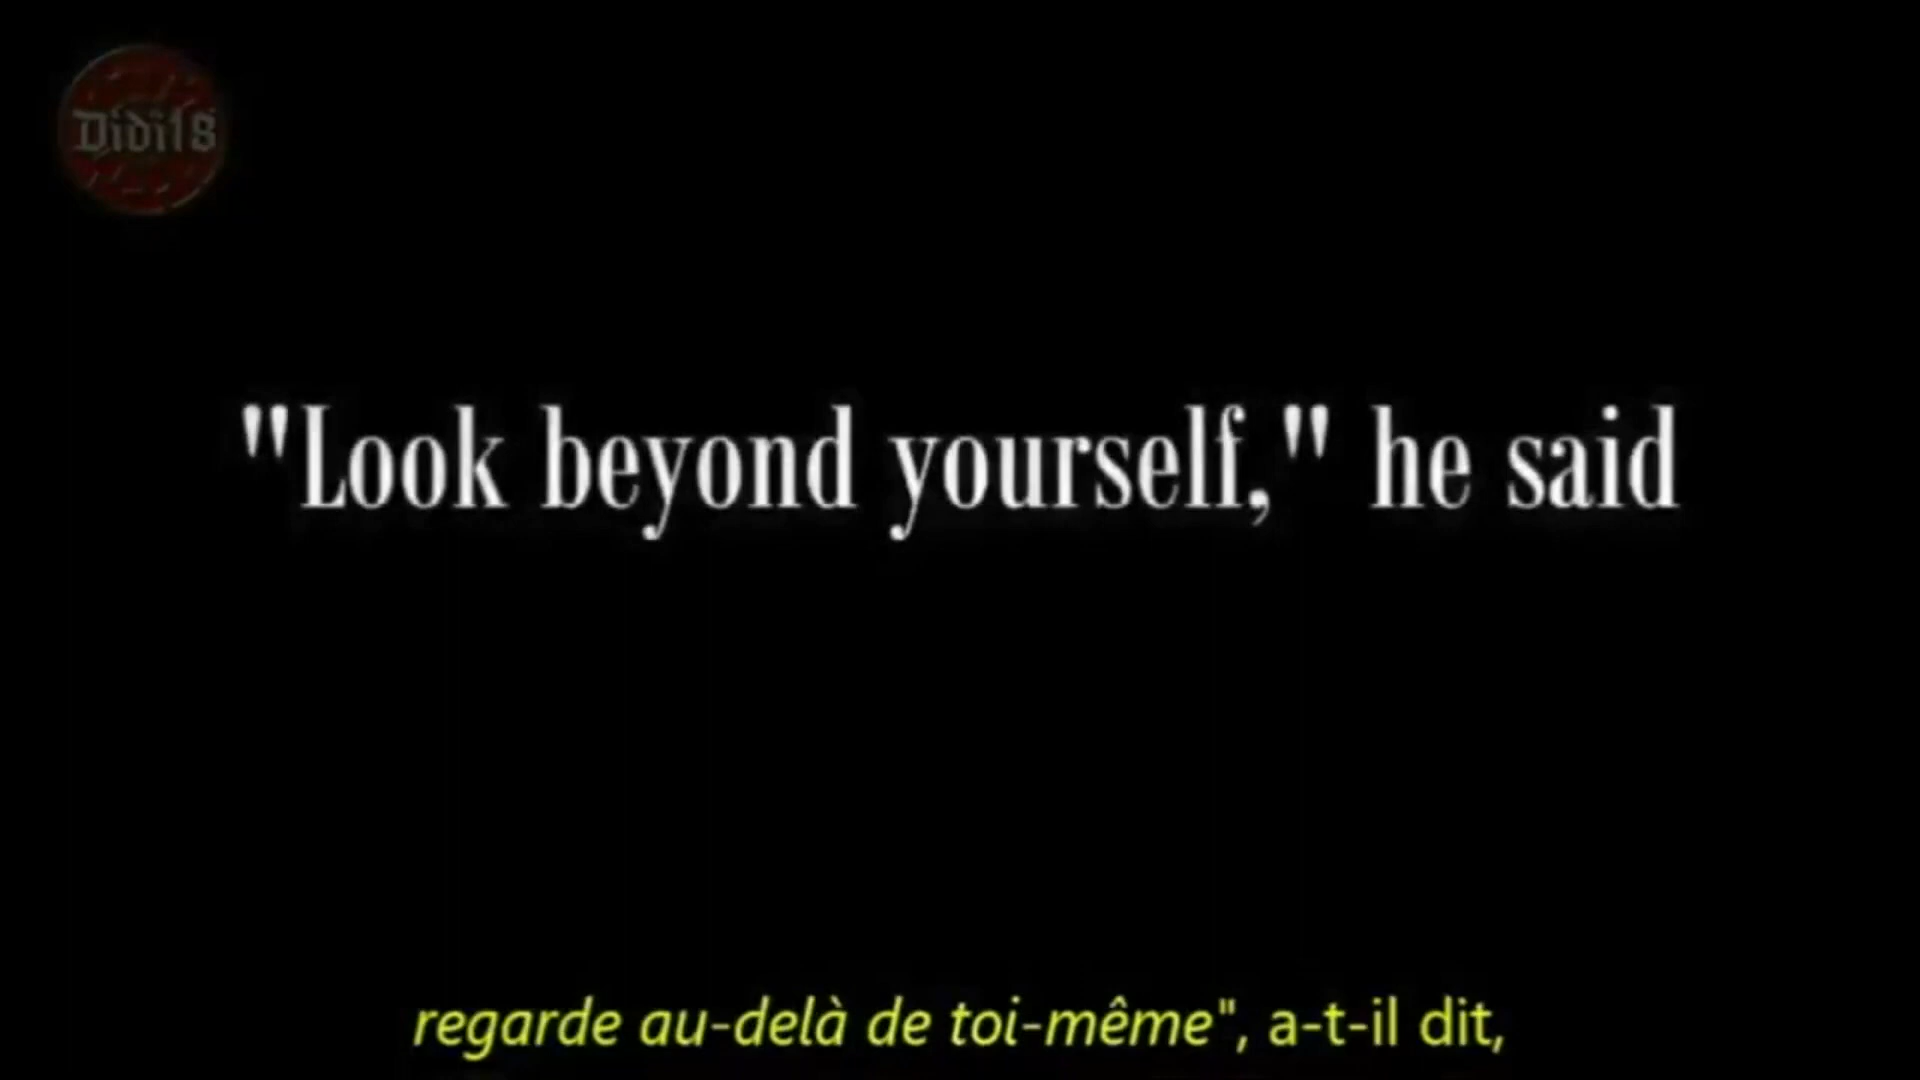 Didi18
"Look beyond yourself," he said
regarde au-delà de toi-même", a-t-il dit,